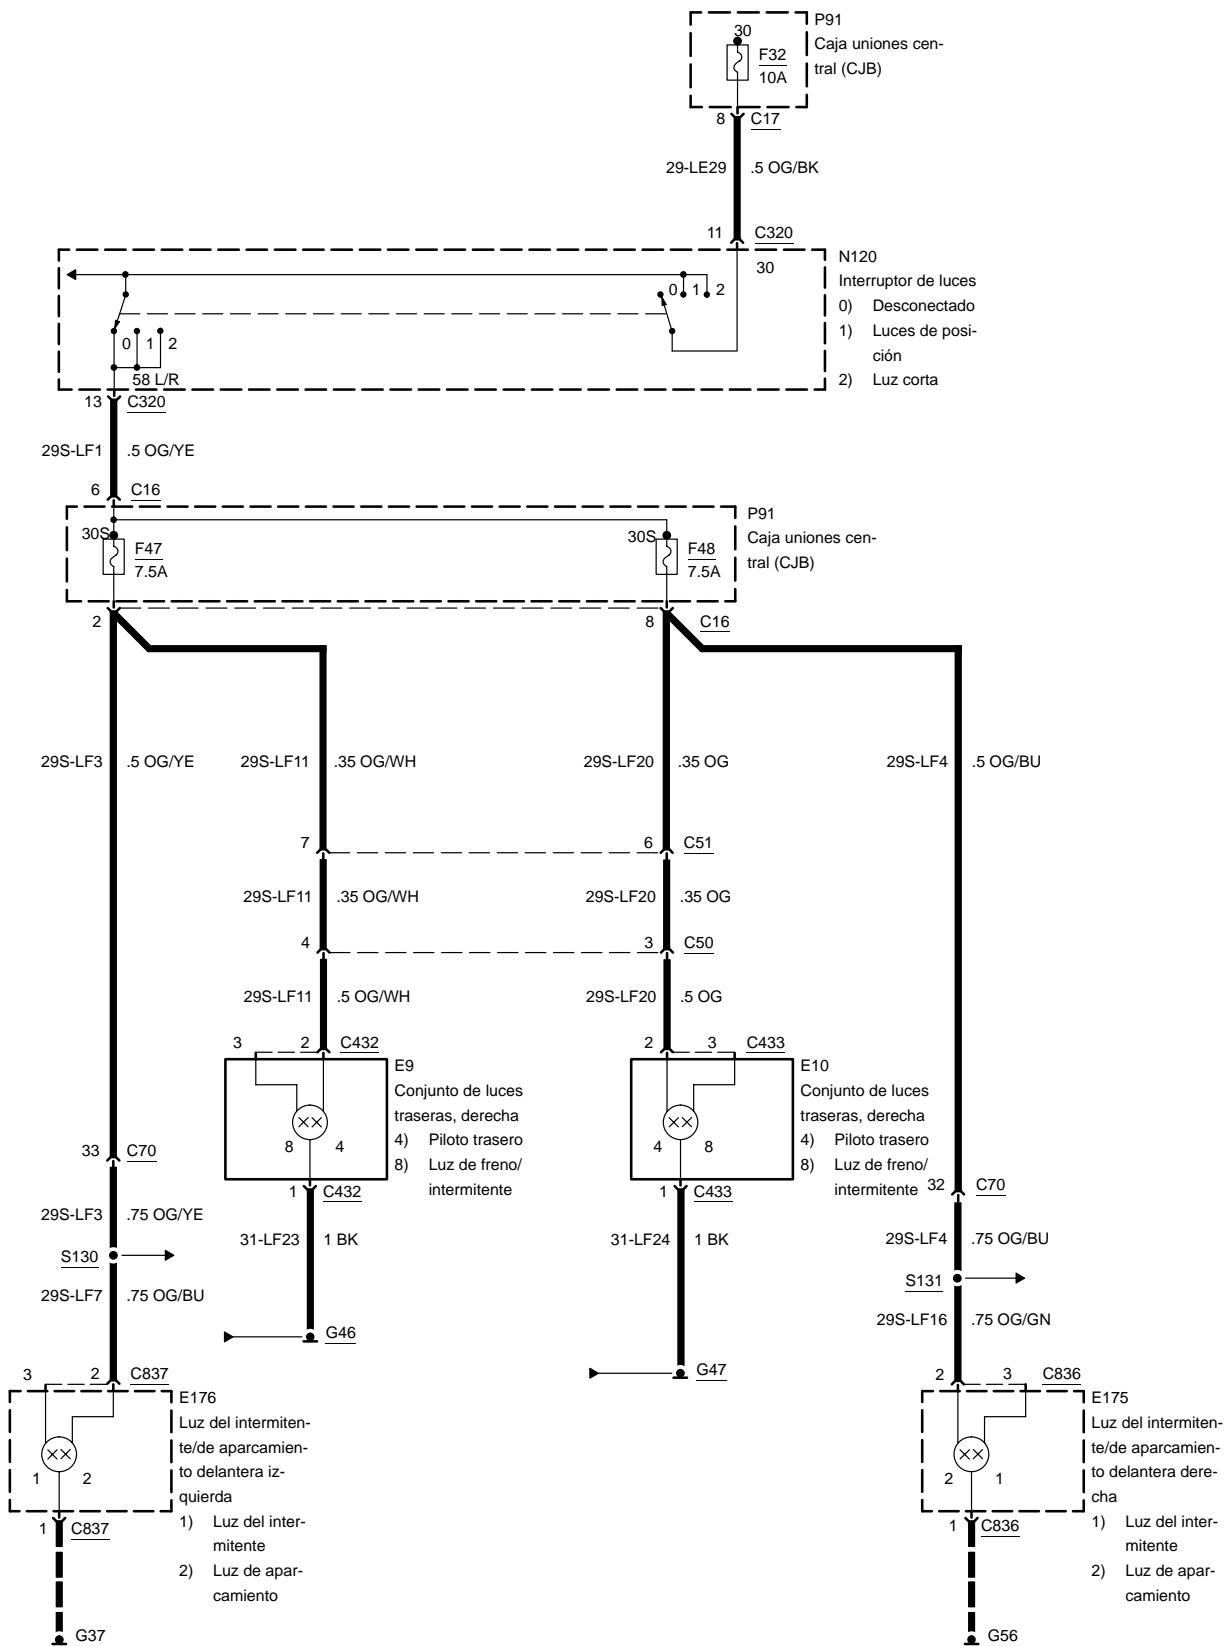 30
P91
Caja uniones cen-
tral (CJB)
F32
10A
8 C17
29-LE29 .5 OG/BK
11 C320
30
N120
Interruptor de luces
0) Desconectado
1) Luces de posi-
ción
2) Luz corta
0 1 2
0 1 2
58 L/R
13 C320
29S-LF1 .5 OG/YE
6 C16
P91
Caja uniones cen-
tral (CJB)
30S F47
7.5A
30S F48
7.5A
2 8 C16
29S-LF3 .5 OG/YE 29S-LF11 .35 OG/WH 29S-LF20 .35 OG 29S-LF4 .5 OG/BU
7 6 C51
29S-LF11 .35 OG/WH 29S-LF20 .35 OG
4 3 C50
29S-LF11 .5 OG/WH 29S-LF20 .5 OG
3 2 C432 2 3 C433
E9
Conjunto de luces
traseras, derecha
4) Piloto trasero
8) Luz de freno/
intermitente
8 4
E10
Conjunto de luces
traseras, derecha
4) Piloto trasero
8) Luz de freno/
intermitente
4 8
33 C70
1 C432 1 C433 32 C70
29S-LF3 .75 OG/YE
31-LF23 1 BK 31-LF24 1 BK 29S-LF4 .75 OG/BU
S130
S131
29S-LF7 .75 OG/BU
29S-LF16 .75 OG/GN
G46
G47
3 2 C837 2 3 C836
E176
Luz del intermiten-
te/de aparcamien-
to delantera iz-
quierda
1) Luz del inter-
mitente
2) Luz de apar-
camiento
1 2
E175
Luz del intermiten-
te/de aparcamien-
to delantera dere-
cha
1) Luz del inter-
mitente
2) Luz de apar-
camiento
2 1
1 C837 1 C836
G37 G56